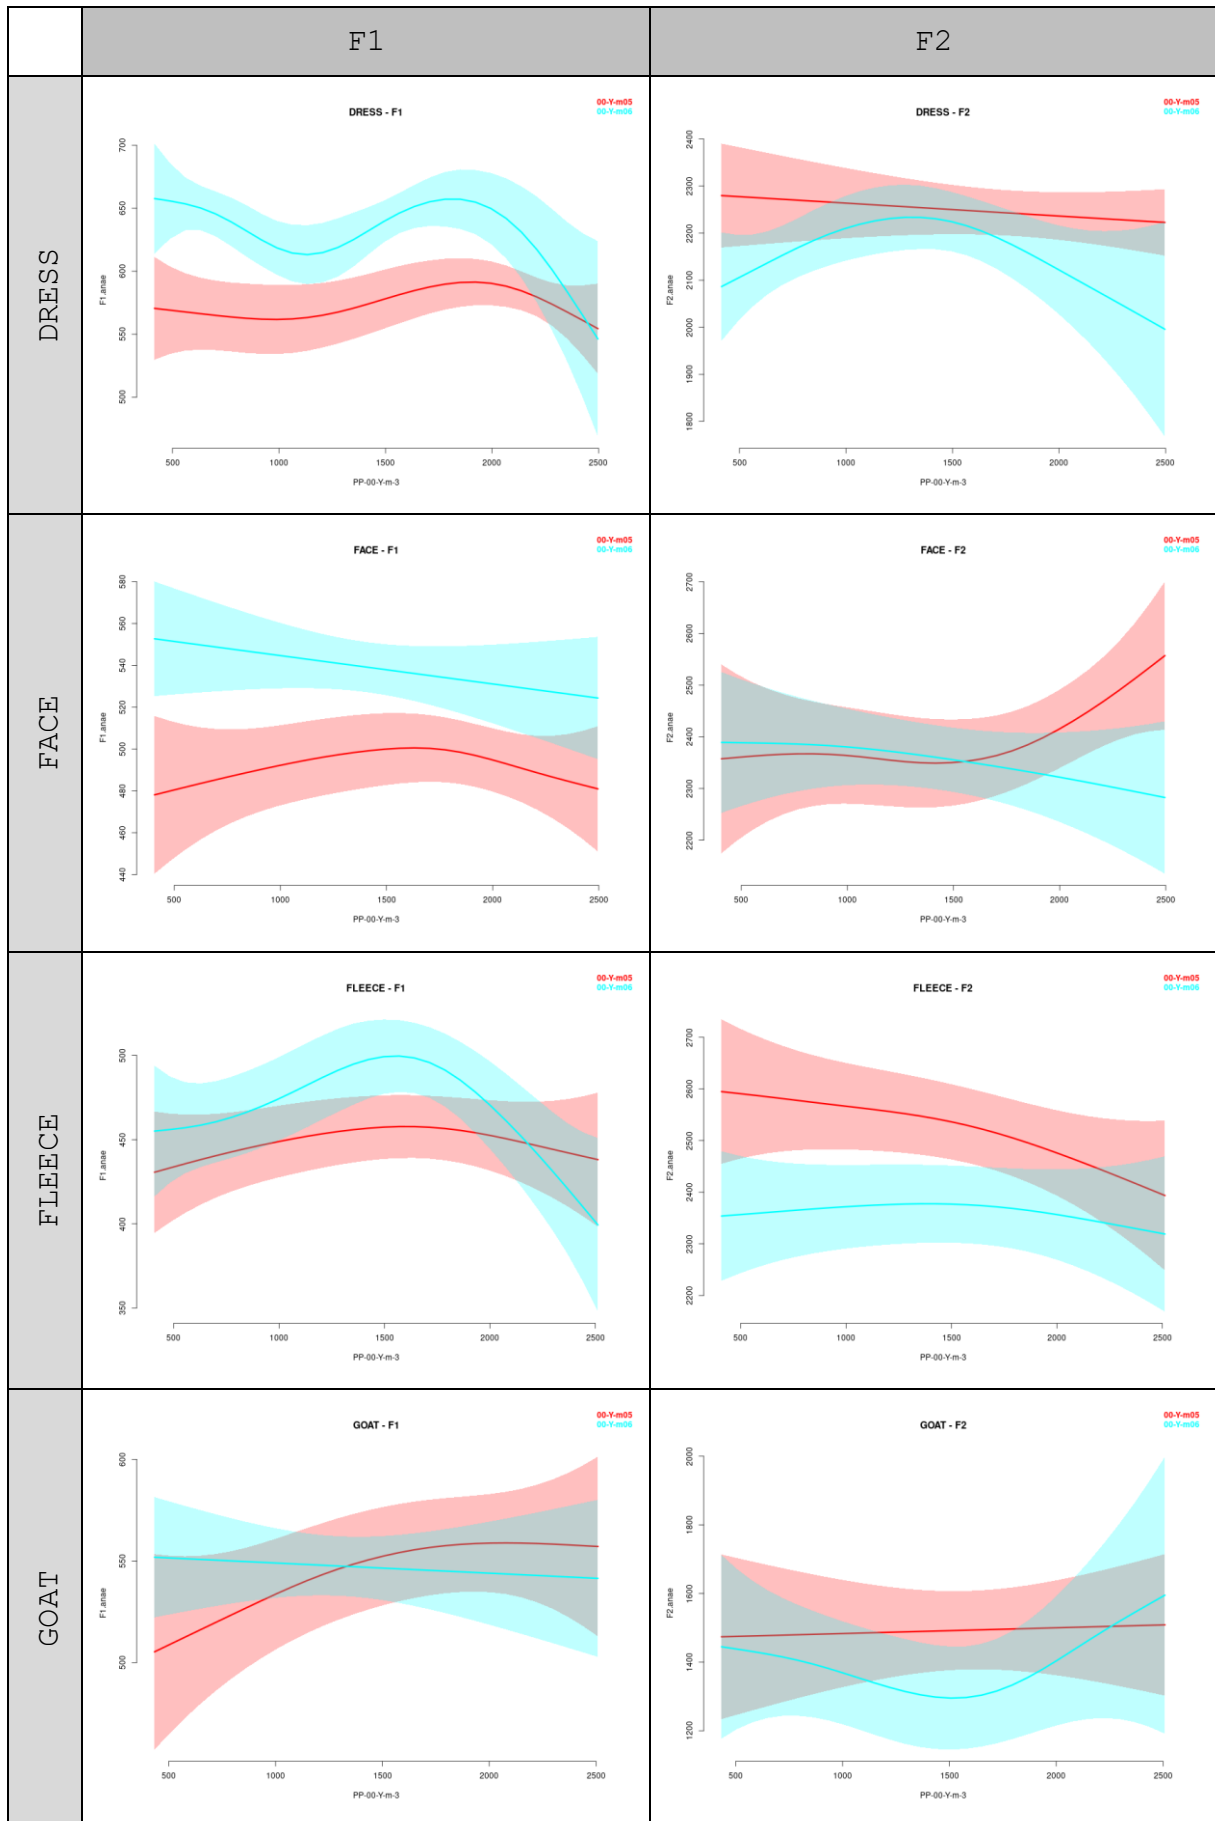 F1
F2
DRESS
DRESS - F1
00-Y-m05
00-Y-m06
F1.anae
700
650
600
550
500
500 1000 1500 2000 2500
PP-00-Y-m-3
DRESS - F2
00-Y-m05
00-Y-m06
F2.anae
2400
2300
2200
2100
2000
1900
1800
500 1000 1500 2000 2500
PP-00-Y-m-3
FACE
FACE - F1
00-Y-m05
00-Y-m06
F1.anae
580
560
540
520
500
480
460
440
500 1000 1500 2000 2500
PP-00-Y-m-3
FACE - F2
00-Y-m05
00-Y-m06
F2.anae
2700
2600
2500
2400
2300
2200
500 1000 1500 2000 2500
PP-00-Y-m-3
FLEECE
FLEECE - F1
00-Y-m05
00-Y-m06
F1.anae
500
450
400
350
500 1000 1500 2000 2500
PP-00-Y-m-3
FLEECE - F2
00-Y-m05
00-Y-m06
F2.anae
2700
2600
2500
2400
2300
2200
500 1000 1500 2000 2500
PP-00-Y-m-3
GOAT
GOAT - F1
00-Y-m05
00-Y-m06
F1.anae
600
550
500
500 1000 1500 2000 2500
PP-00-Y-m-3
GOAT - F2
00-Y-m05
00-Y-m06
F2.anae
2000
1800
1600
1400
1200
500 1000 1500 2000 2500
PP-00-Y-m-3